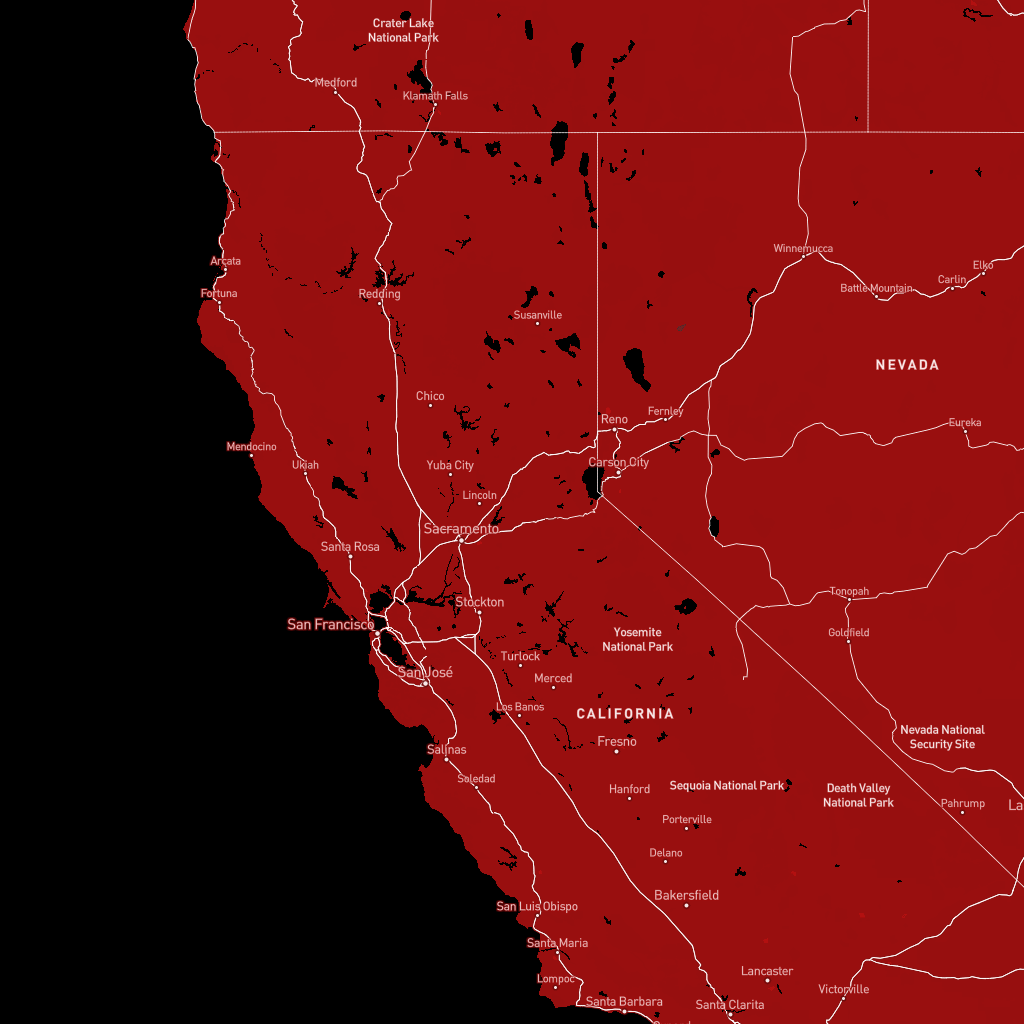 Crater Lake
National Park
Medford
Klamath Falls
Winnemucca
Arcata
Elko
Carlin
Battle Mountain
Fortuna
Redding
Susanville
NEVADA
Chico
Fernley
Reno
Eureka
Mendocino
Carson City
Ukiah
Yuba City
Lincoln
Sacramento
Santa Rosa
Tonopah
Stockton
San Francisco
Goldfield
Yosemite
National Park
Turlock
San José
Merced
Los Banos
CALIFORNIA
Nevada National
Security Site
Fresno
Salinas
Soledad
Sequoia National Park
Hanford
Death Valley
National Park
Pahrump
La
Porterville
Delano
Bakersfield
San Luis Obispo
Santa Maria
Lancaster
Lompoc
Victorville
Santa Barbara
Santa Clarita